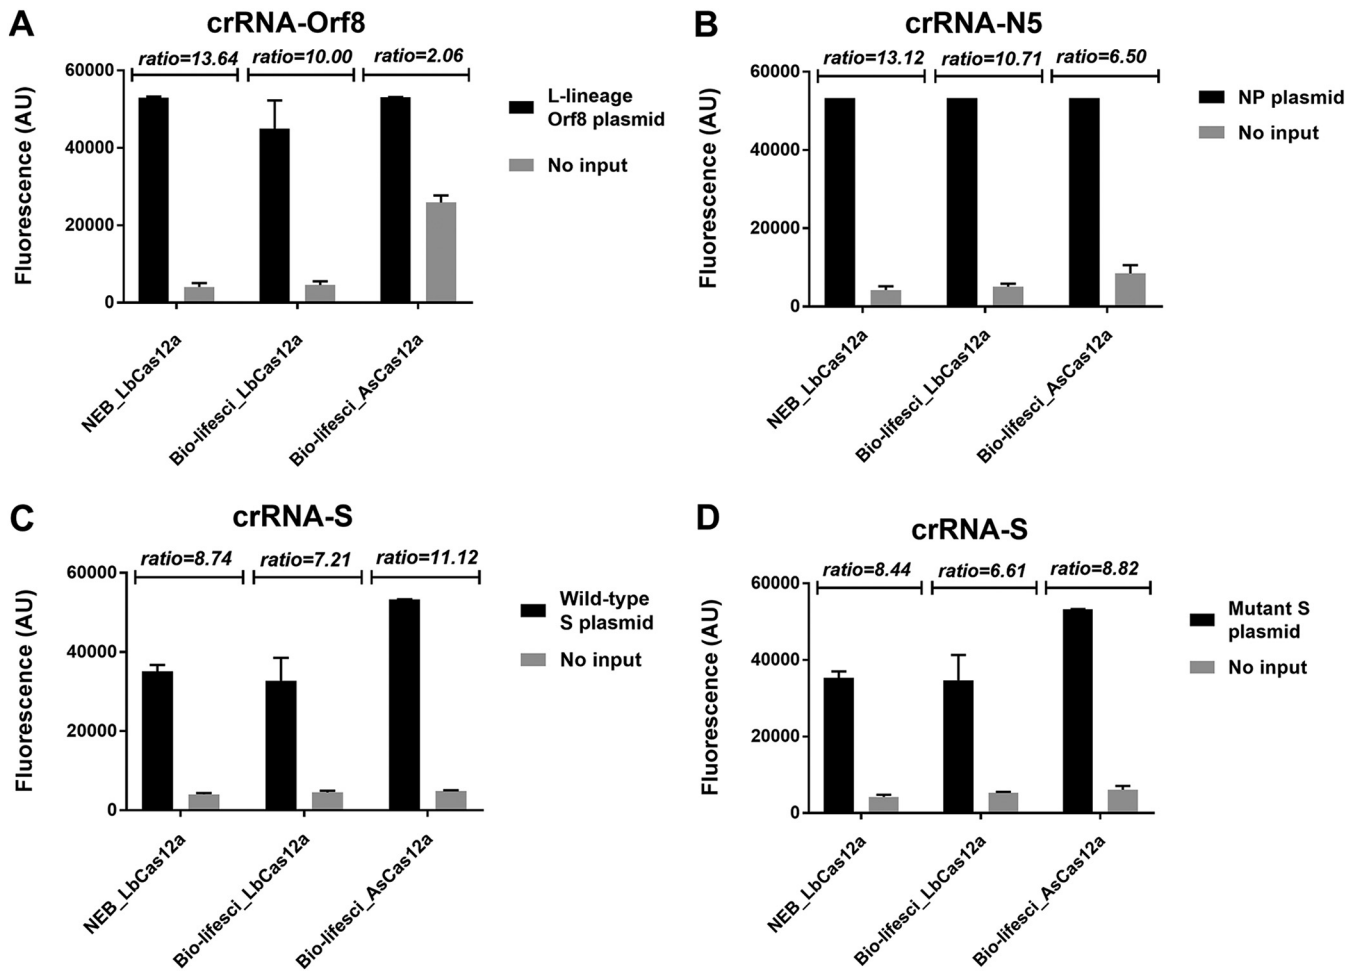 A
crRNA-Orf8
ratio=13.64
ratio=10.00
ratio=2.06
Fluorescence (AU)
60000
40000
20000
0
NEB_LbCas12a
Bio-lifesci_LbCas12a
Bio-lifesci_AsCas12a
L-lineage
Orf8 plasmid
No input
B
crRNA-N5
ratio=13.12
ratio=10.71
ratio=6.50
Fluorescence (AU)
60000
40000
20000
0
NEB_LbCas12a
Bio-lifesci_LbCas12a
Bio-lifesci_AsCas12a
NP plasmid
No input
C
crRNA-S
ratio=8.74
ratio=7.21
ratio=11.12
Fluorescence (AU)
60000
40000
20000
0
NEB_LbCas12a
Bio-lifesci_LbCas12a
Bio-lifesci_AsCas12a
Wild-type
S plasmid
No input
D
crRNA-S
ratio=8.44
ratio=6.61
ratio=8.82
Fluorescence (AU)
60000
40000
20000
0
NEB_LbCas12a
Bio-lifesci_LbCas12a
Bio-lifesci_AsCas12a
Mutant S
plasmid
No input